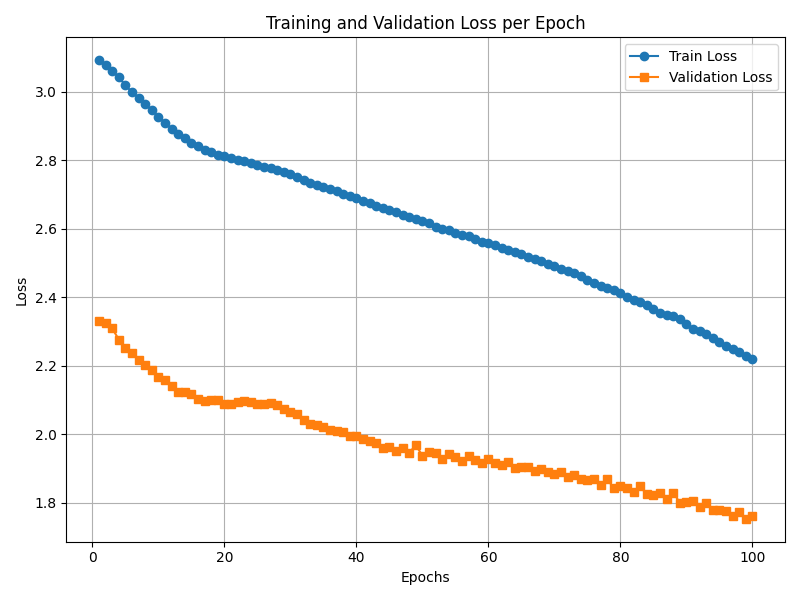 Training and Validation Loss per Epoch
Train Loss
Validation Loss
3.0
2.8
2.6
2.4
2.2
2.0
1.8
Loss
0 20 40 60 80 100
Epochs